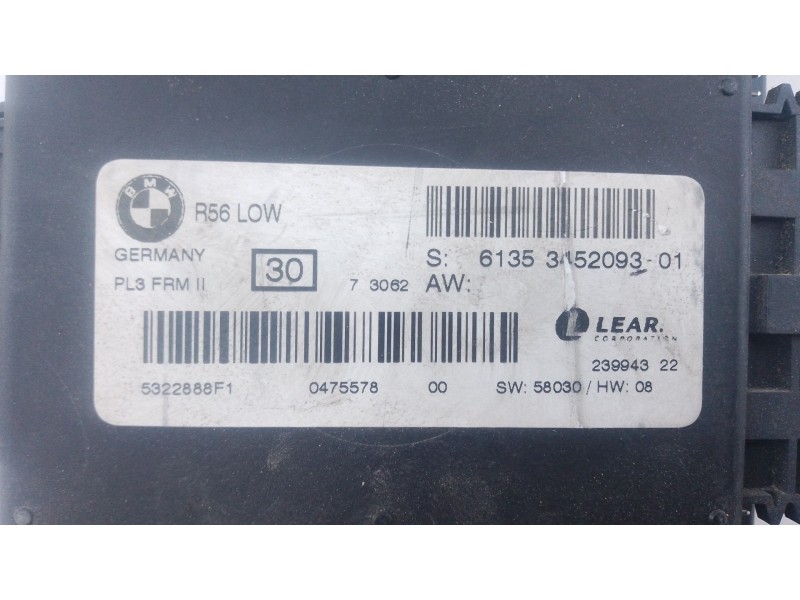 BMW
R56 LOW
GERMANY
30
PL3 FRM II
7 3062
S: 6135 3452093-01
AW:
LEAR.
CORPORATION
239943 22
5322888F1 0475578 00 SW: 58030 / HW: 08